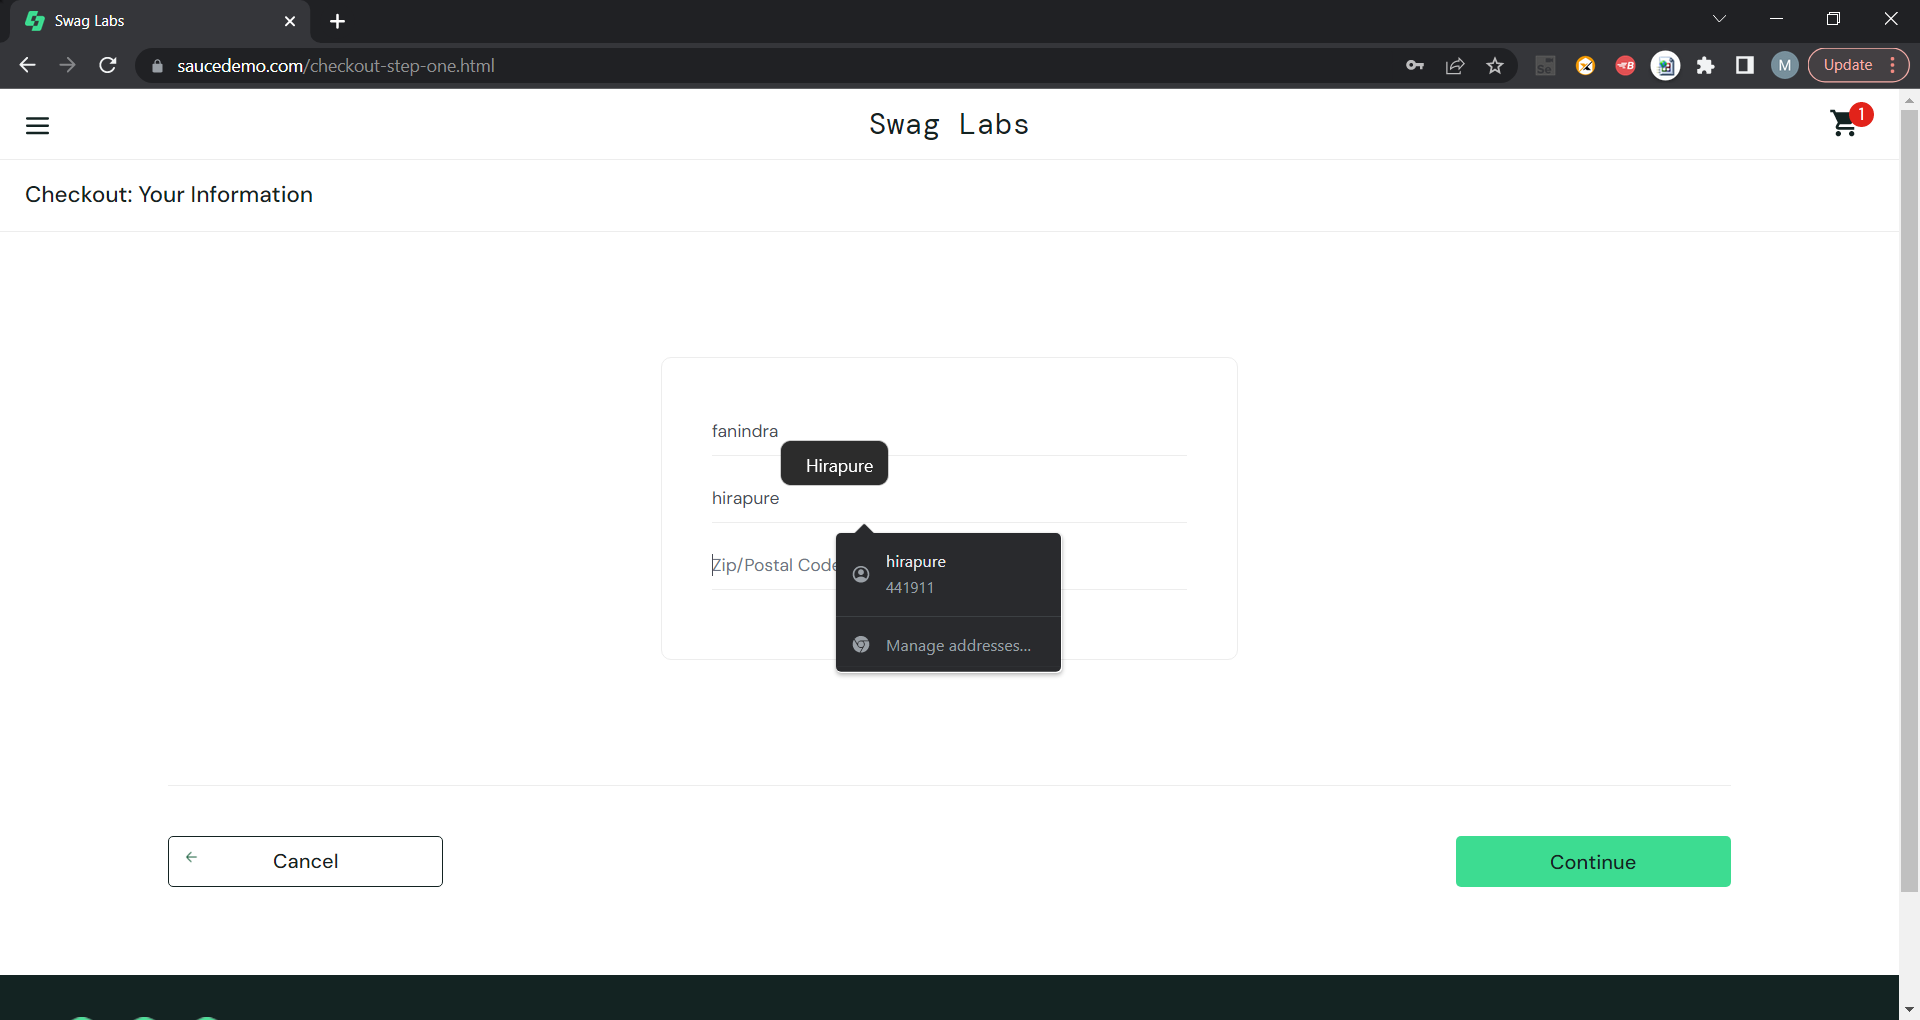 Swag Labs
saucedemo.com/checkout-step-one.html
Se
B
M
Update
Swag Labs
1
Checkout: Your Information
fanindra
Hirapure
hirapure
Zip/Postal Code
hirapure
441911
Manage addresses...
Cancel
Continue